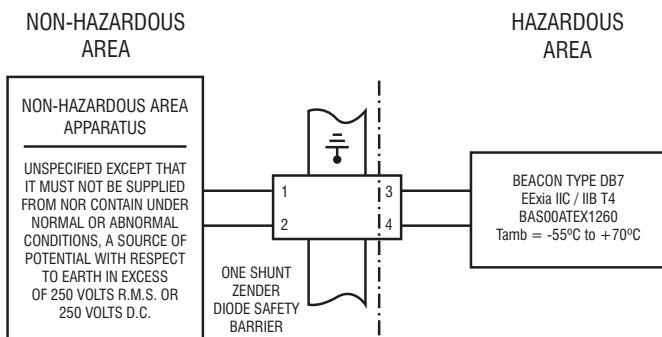 NON-HAZARDOUS
AREA
HAZARDOUS
AREA
NON-HAZARDOUS AREA
APPARATUS
UNSPECIFIED EXCEPT THAT
IT MUST NOT BE SUPPLIED
FROM NOR CONTAIN UNDER
NORMAL OR ABNORMAL
CONDITIONS, A SOURCE OF
POTENTIAL WITH RESPECT
TO EARTH IN EXCESS
OF 250 VOLTS R.M.S. OR
250 VOLTS D.C.
1
2
3
4
ONE SHUNT
ZENDER
DIODE SAFETY
BARRIER
BEACON TYPE DB7
EExia IIC / IIB T4
BAS00ATEX1260
Tamb = -55ºC to +70ºC